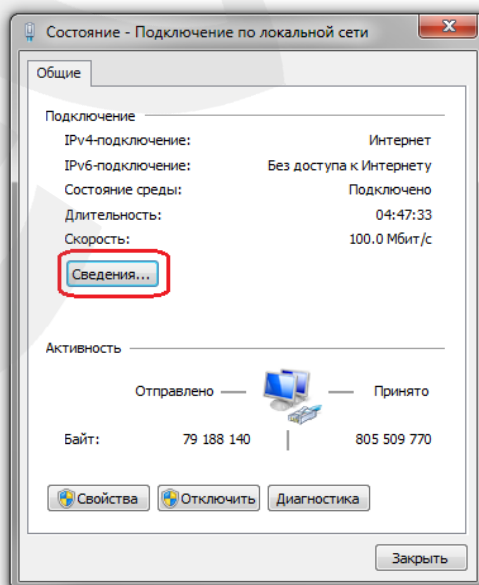 Состояние - Подключение по локальной сети
Общие
Подключение
IPv4-подключение: Интернет
IPv6-подключение: Без доступа к Интернету
Состояние среды: Подключено
Длительность: 04:47:33
Скорость: 100.0 Мбит/с
Сведения...
Активность
Отправлено — — Принято
Байт: 79 188 140 | 805 509 770
Свойства Отключить Диагностика
Закрыть